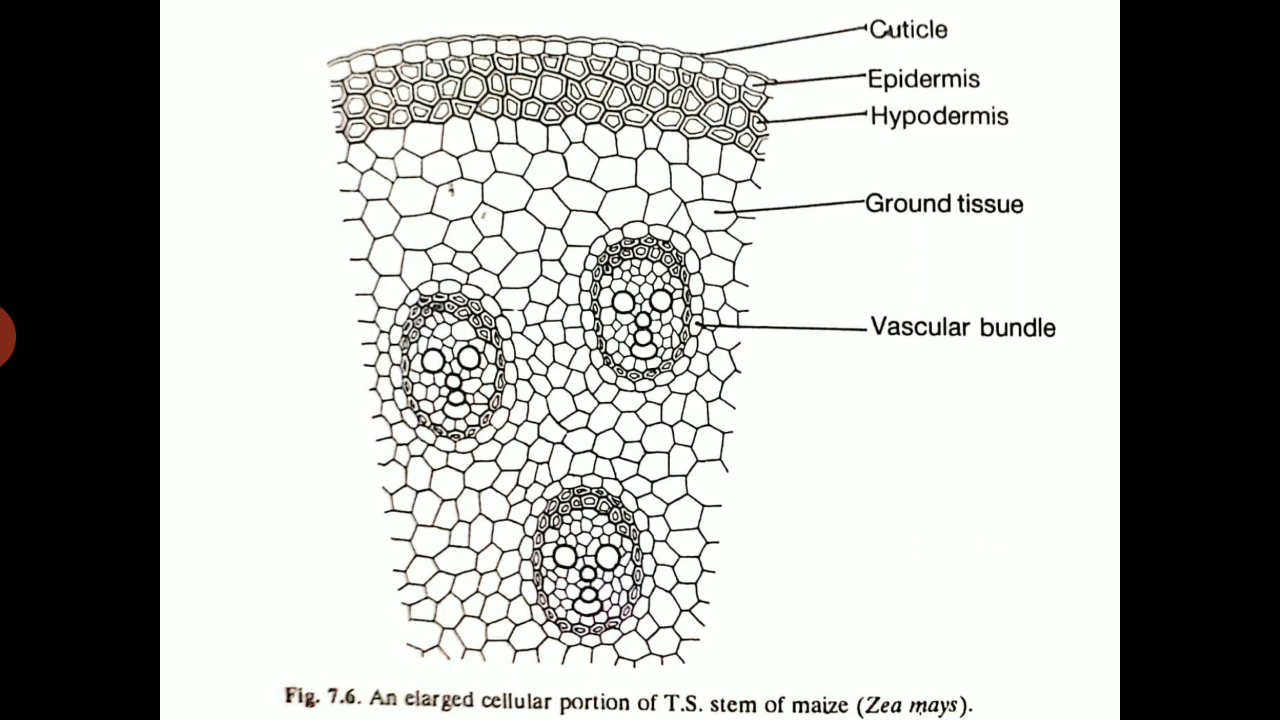 Cuticle
Epidermis
Hypodermis
Ground tissue
Vascular bundle
Fig. 7.6. An elarged cellular portion of T.S. stem of maize (Zea mays).